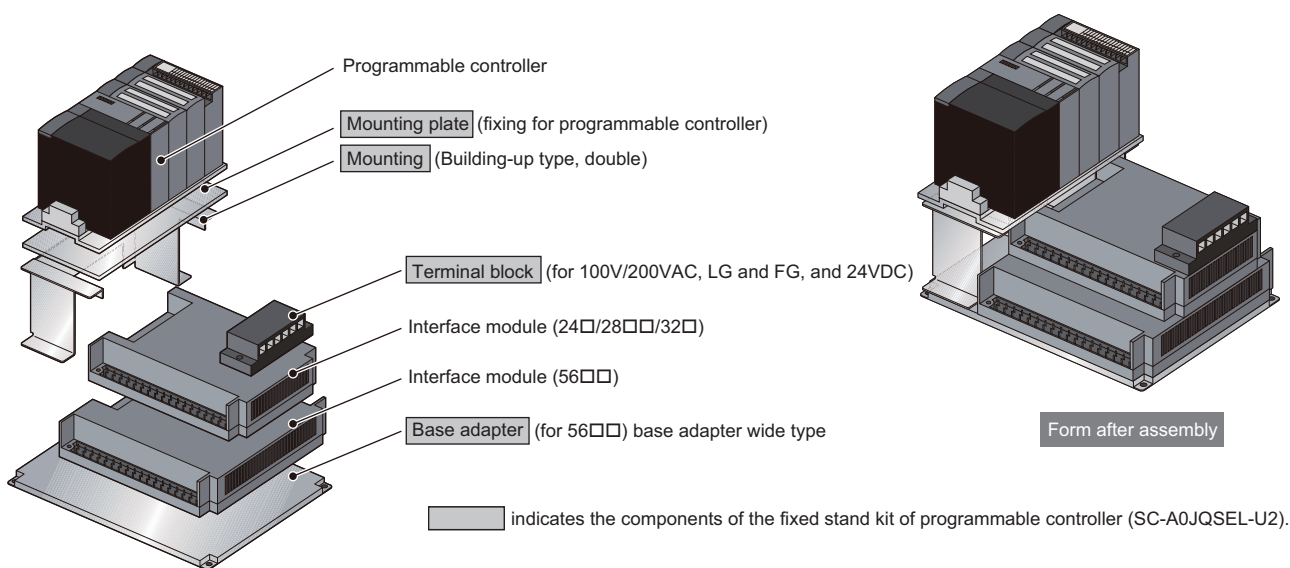 Programmable controller
Mounting plate (fixing for programmable controller)
Mounting (Building-up type, double)
Terminal block (for 100V/200VAC, LG and FG, and 24VDC)
Interface module (24□/28□□/32□)
Interface module (56□□)
Base adapter (for 56□□) base adapter wide type
Form after assembly
indicates the components of the fixed stand kit of programmable controller (SC-A0JQSEL-U2).